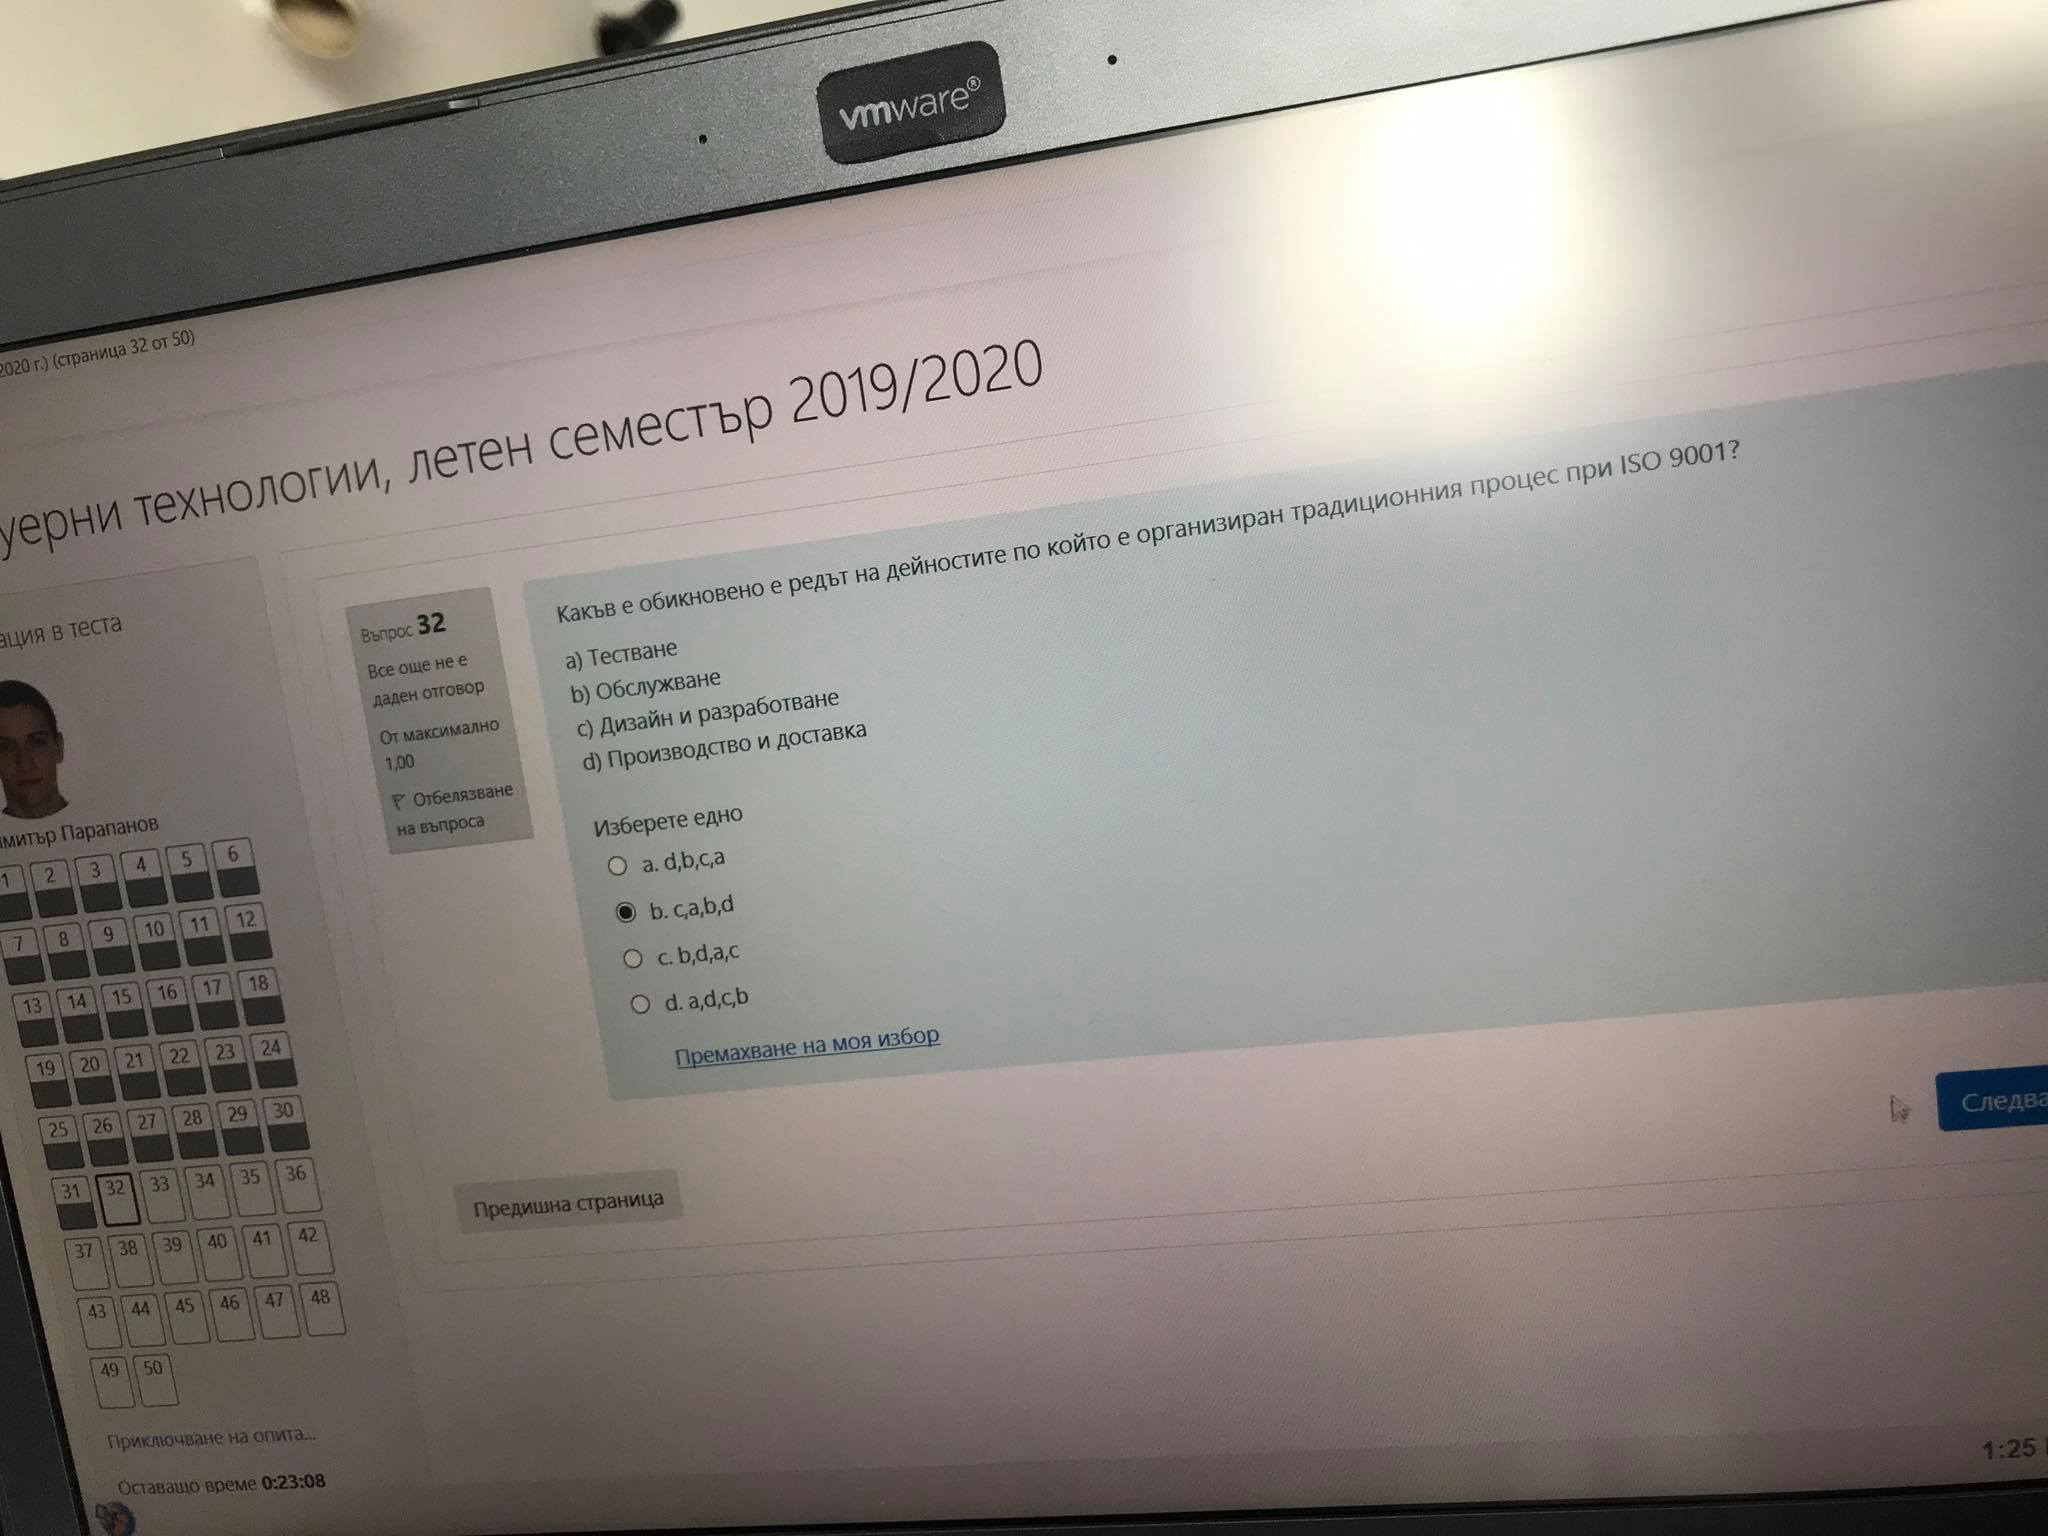 vmware®
2020 г.) (страница 32 от 50)
уерни технологии, летен семестър 2019/2020
ация в теста
митър Парапанов
1 2 3 4 5 6
7 8 9 10 11 12
13 14 15 16 17 18
19 20 21 22 23 24
25 26 27 28 29 30
31 32 33 34 35 36
37 38 39 40 41 42
43 44 45 46 47 48
49 50
Приключване на опита...
Оставащо време 0:23:08
Въпрос 32
Все още не е
даден отговор
От максимално
1,00
Отбелязване
на въпроса
Какъв е обикновено е редът на дейностите по който е организиран традиционния процес при ISO 9001?
a) Тестване
b) Обслужване
c) Дизайн и разработване
d) Производство и доставка
Изберете едно
a. d,b,c,a
b. c,a,b,d
c. b,d,a,c
d. a,d,c,b
Премахване на моя избор
Предишна страница
Следва
1:25